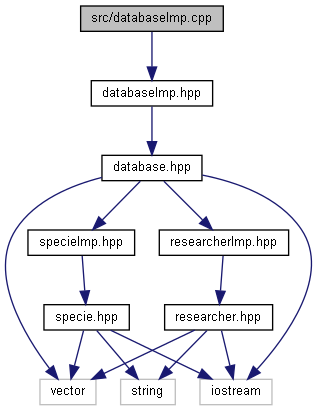 src/databaseImp.cpp
databaseImp.hpp
database.hpp
specieImp.hpp
researcherImp.hpp
specie.hpp
researcher.hpp
vector
string
iostream